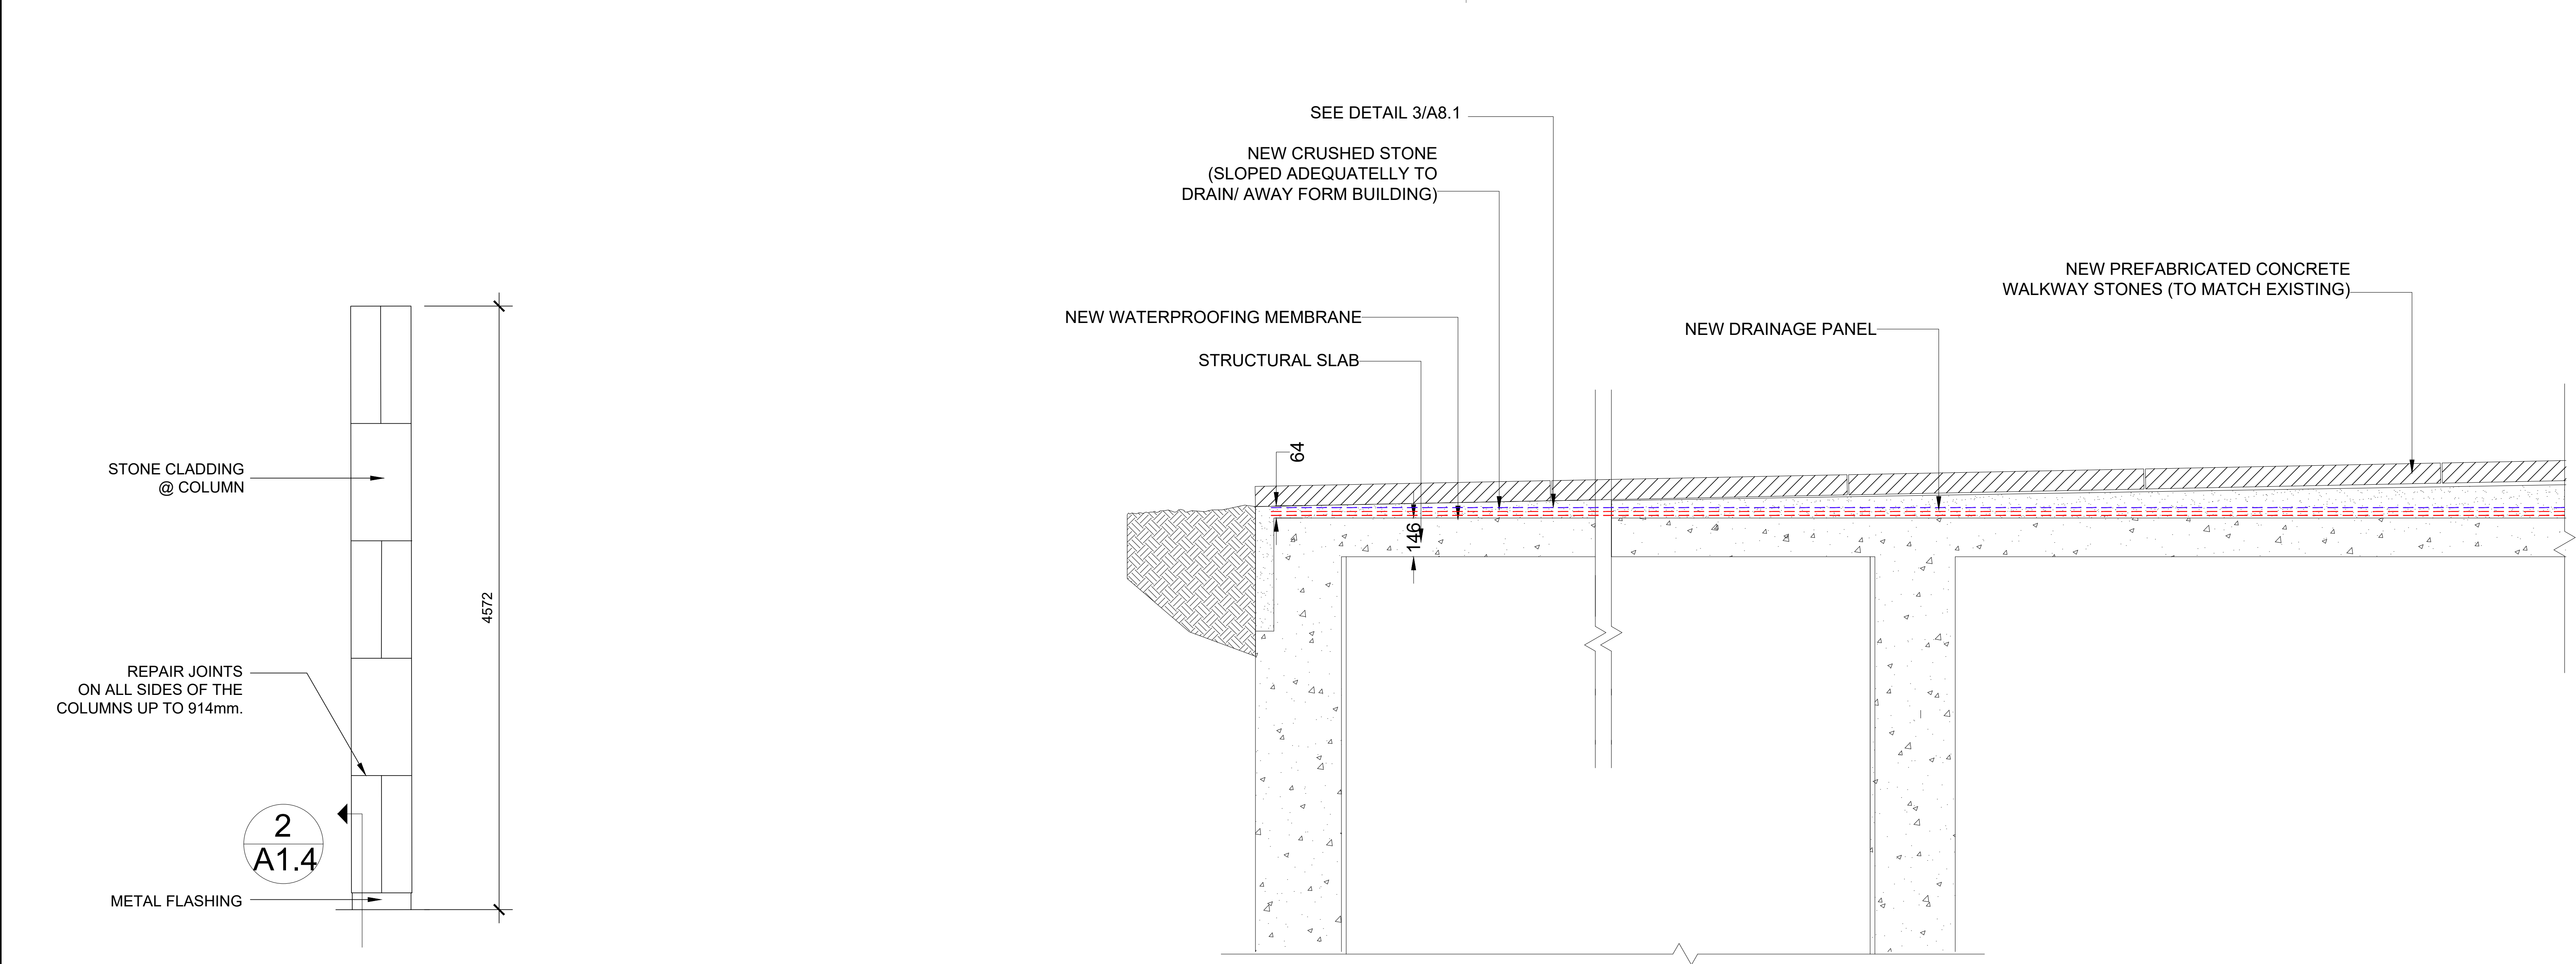 STONE CLADDING
@ COLUMN
REPAIR JOINTS
ON ALL SIDES OF THE
COLUMNS UP TO 914mm.
2
A1.4
METAL FLASHING
4572
SEE DETAIL 3/A8.1
NEW CRUSHED STONE
(SLOPED ADEQUATELLY TO
DRAIN/ AWAY FORM BUILDING)
NEW WATERPROOFING MEMBRANE
STRUCTURAL SLAB
NEW DRAINAGE PANEL
NEW PREFABRICATED CONCRETE
WALKWAY STONES (TO MATCH EXISTING)
64
146